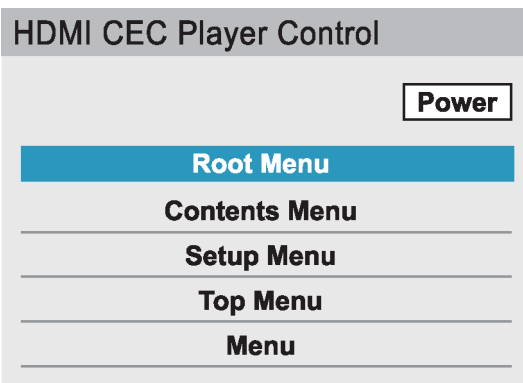 HDMI CEC Player Control
Power
Root Menu
Contents Menu
Setup Menu
Top Menu
Menu